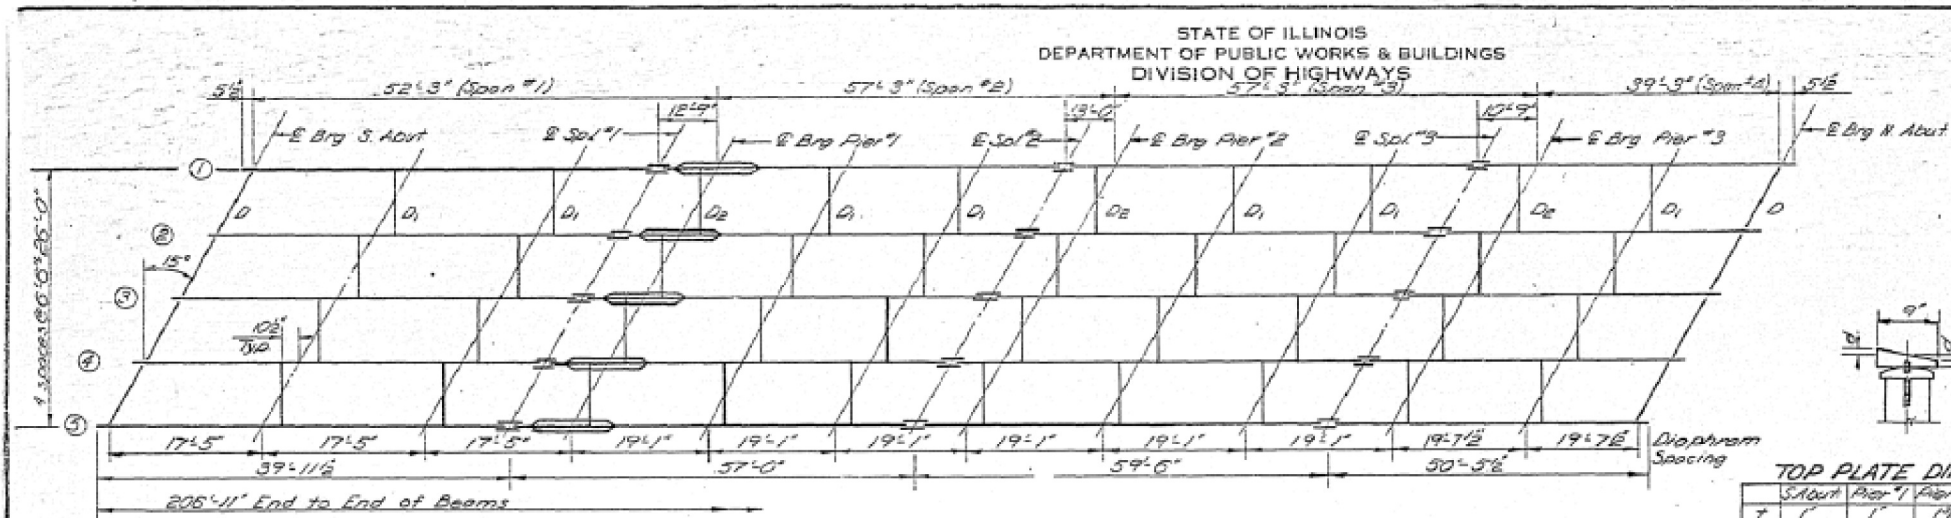 STATE OF ILLINOIS
DEPARTMENT OF PUBLIC WORKS & BUILDINGS
DIVISION OF HIGHWAYS
5½" 52'-3" (Span #1) 57'-3" (Span #2) 57'-3" (Span #3) 39'-3" (Span #4) 5½
12'-9" 13'-0" 10'-9"
℄ Brg S. Abut ℄ Spl. #1 ℄ Brg Pier #1 ℄ Spl. #2 ℄ Brg Pier #2 ℄ Spl. #3 ℄ Brg Pier #3 ℄ Brg N. Abut
①
D D₁ D₁ D₂ D₁ D₁ D₂ D₁ D₁ D₂ D₁ D
②
15°
③
9"
d d
10½"
Typ.
④
4 spaces @
⑤
17'-5" 17'-5" 17'-5" 19'-1" 19'-1" 19'-1" 19'-1" 19'-1" 19'-1" 19'-7½ 19'-7½" Diaphram
Spacing
39'-11½ 57'-0" 59'-6" 50'-5½"
206'-11" End to End of Beams
TOP PLATE DI
S.Abut Pier #1 Pier